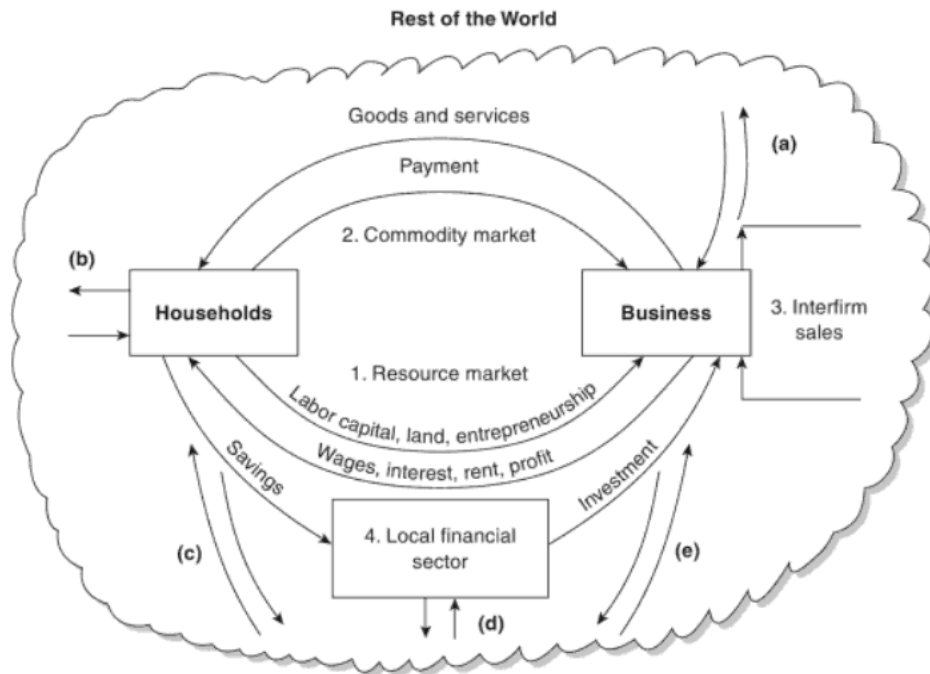 Rest of the World
Goods and services
(a)
Payment
2. Commodity market
(b)
Households
Business
3. Interfirm
sales
1. Resource market
Labor capital, land, entrepreneurship
Wages, interest, rent, profit
Savings
Investment
4. Local financial
sector
(c)
(e)
(d)